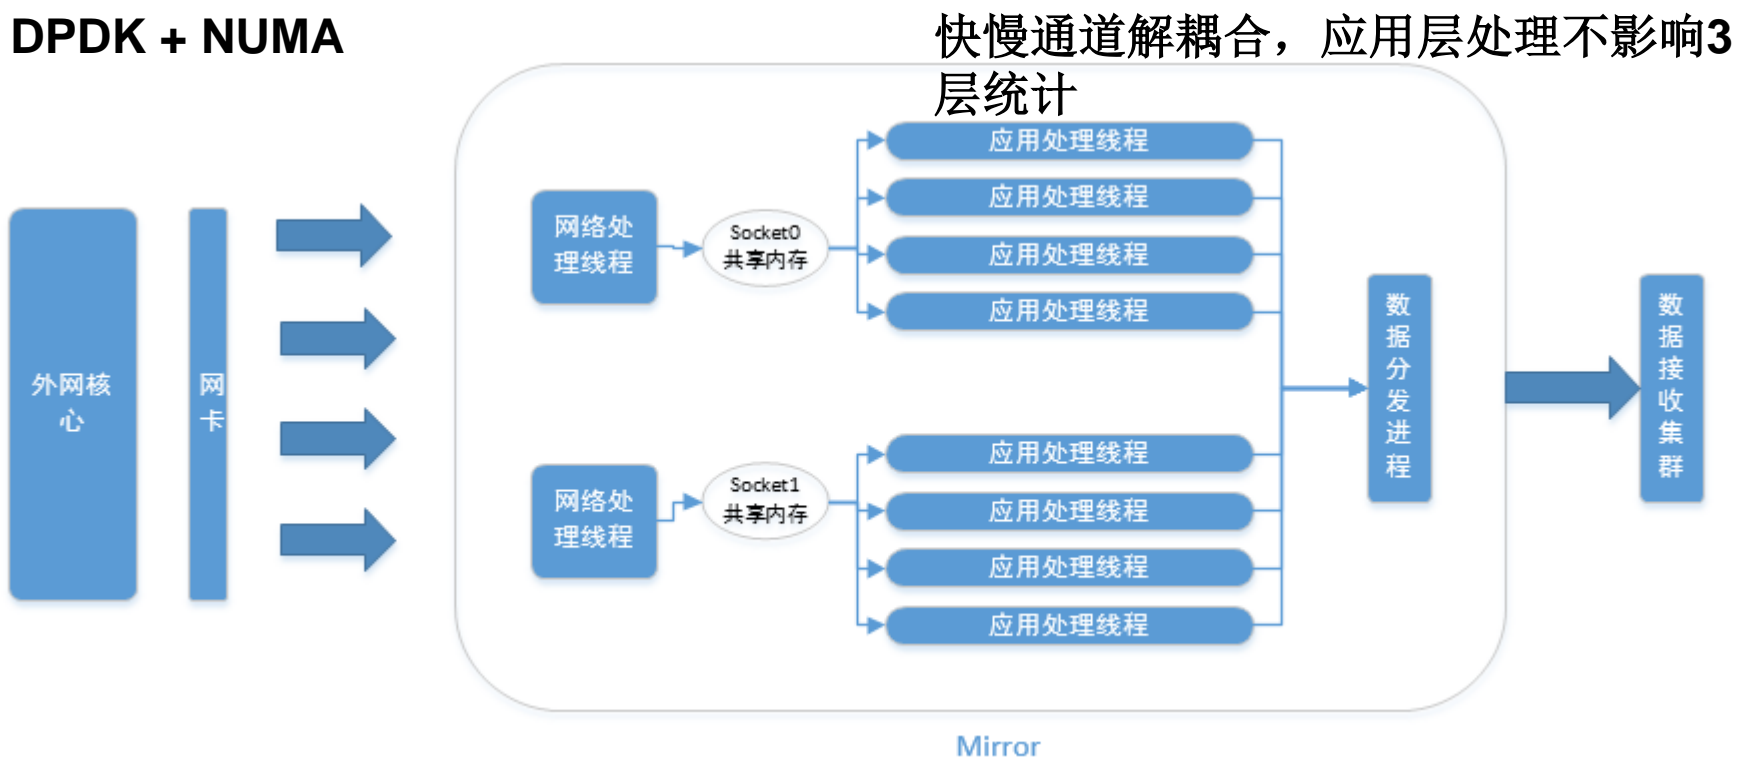 DPDK + NUMA
快慢通道解耦合，应用层处理不影响3
层统计
外网核
心
网
卡
网络处
理线程
Socket0
共享内存
应用处理线程
应用处理线程
应用处理线程
应用处理线程
网络处
理线程
Socket1
共享内存
应用处理线程
应用处理线程
应用处理线程
应用处理线程
数
据
分
发
进
程
数
据
接
收
集
群
Mirror